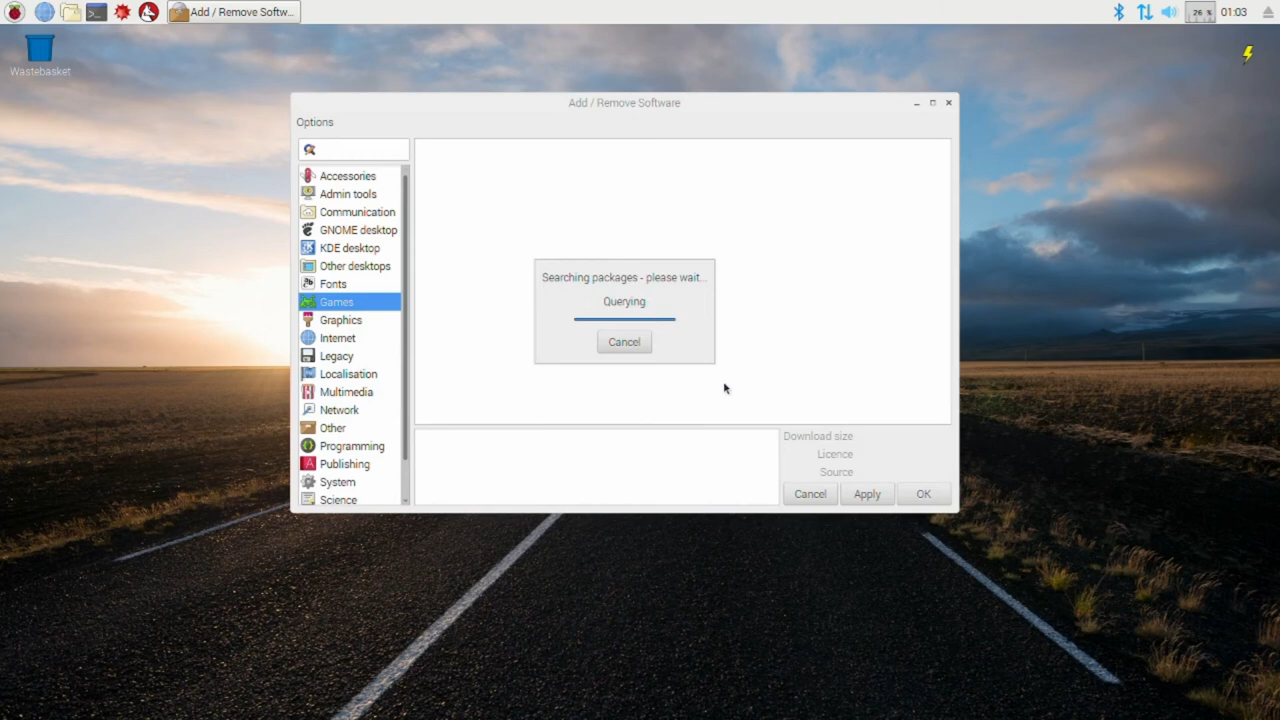 Add / Remove Softw...
26 %
01:03
Wastebasket
Add / Remove Software
Options
Accessories
Admin tools
Communication
GNOME desktop
KDE desktop
Other desktops
Fonts
Games
Graphics
Internet
Legacy
Localisation
Multimedia
Network
Other
Programming
Publishing
System
Science
Searching packages - please wait...
Querying
Cancel
Download size
Licence
Source
Cancel
Apply
OK